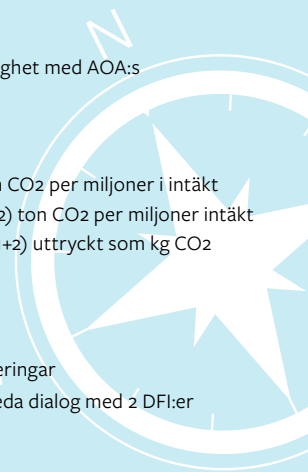 N
ghet med AOA:s
CO2 per miljoner i intäkt
2) ton CO2 per miljoner intäkt
+2) uttryckt som kg CO2
eringar
eda dialog med 2 DFI:er